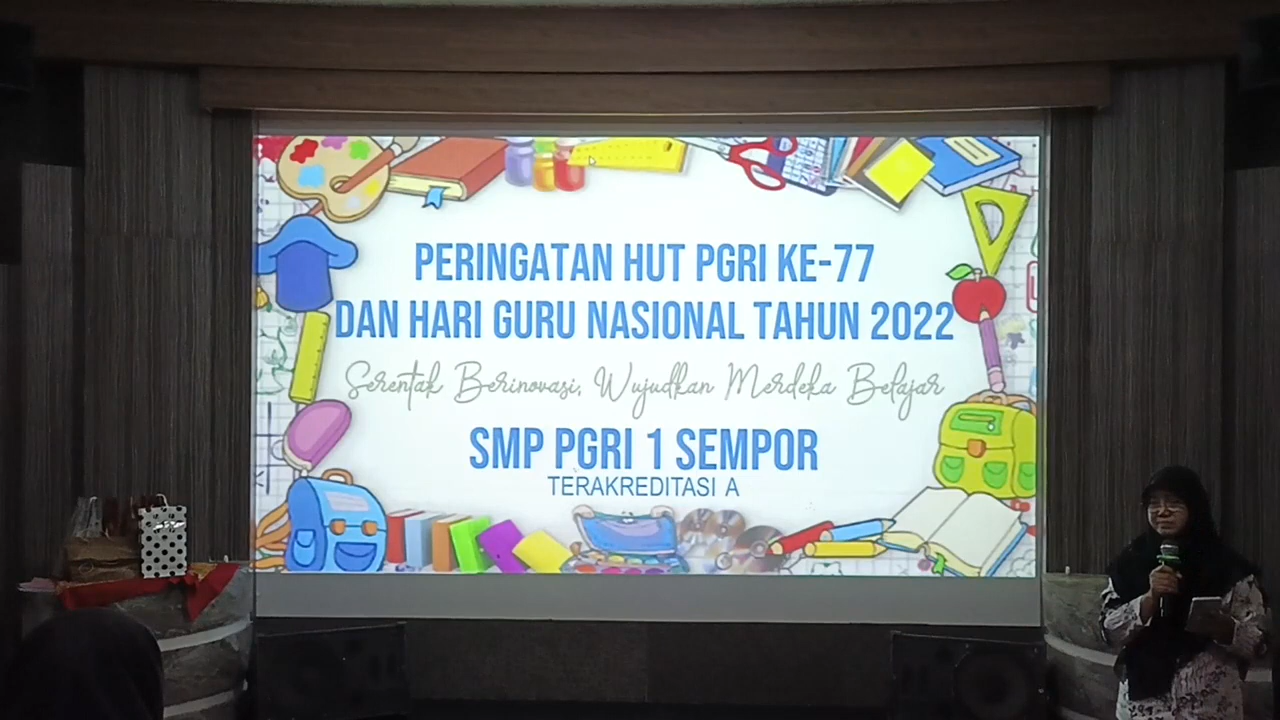 PERINGATAN HUT PGRI KE-77
DAN HARI GURU NASIONAL TAHUN 2022
Serentak Berinovasi, Wujudkan Merdeka Belajar
SMP PGRI 1 SEMPOR
TERAKREDITASI A